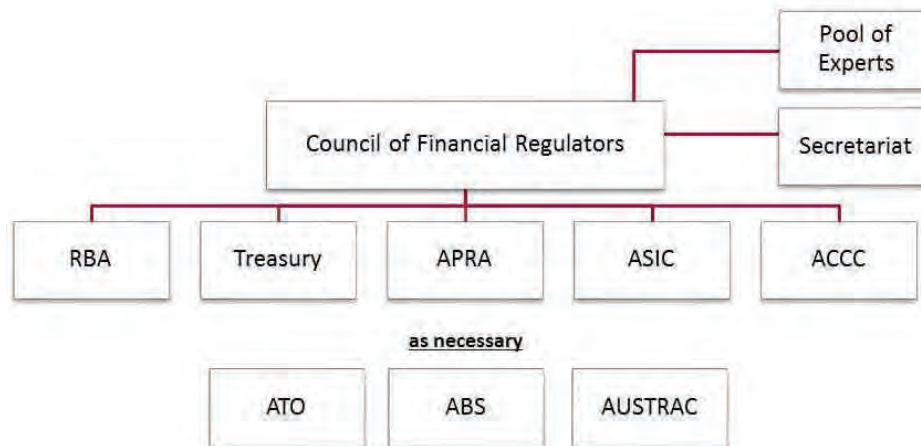 Pool of
Experts
Council of Financial Regulators
Secretariat
RBA
Treasury
APRA
ASIC
ACCC
as necessary
ATO
ABS
AUSTRAC